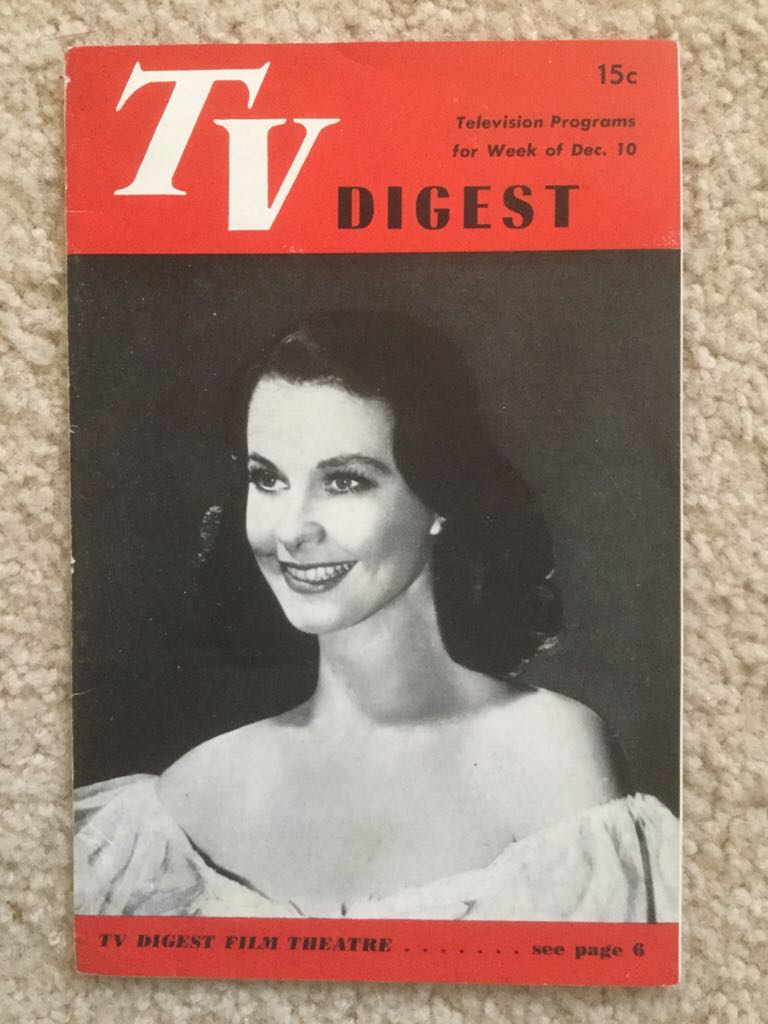 TV
15c
Television Programs
for Week of Dec. 10
DIGEST
TV DIGEST FILM THEATRE . . . . . . . see page 6